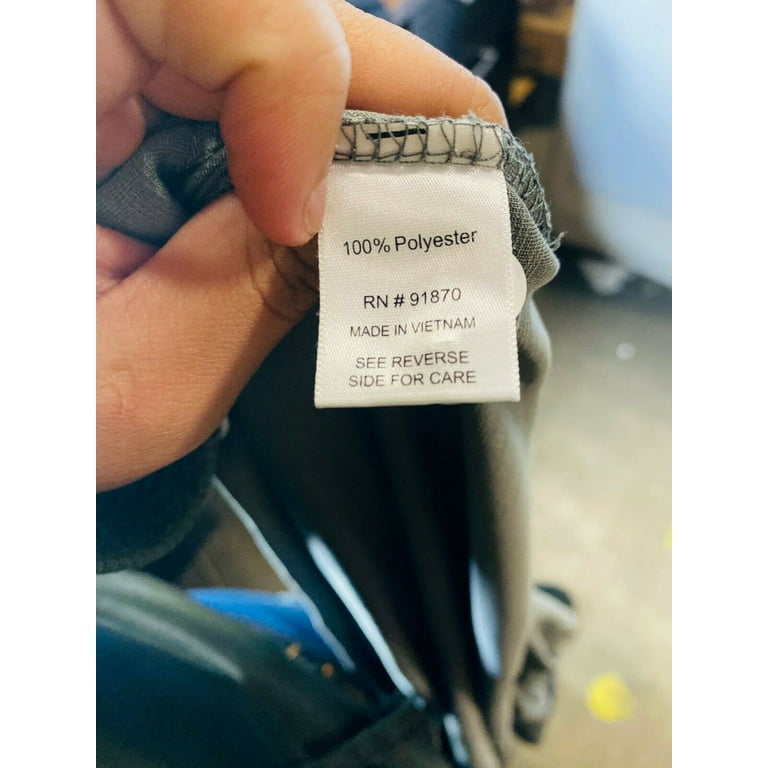 100% Polyester
RN # 91870
MADE IN VIETNAM
SEE REVERSE
SIDE FOR CARE